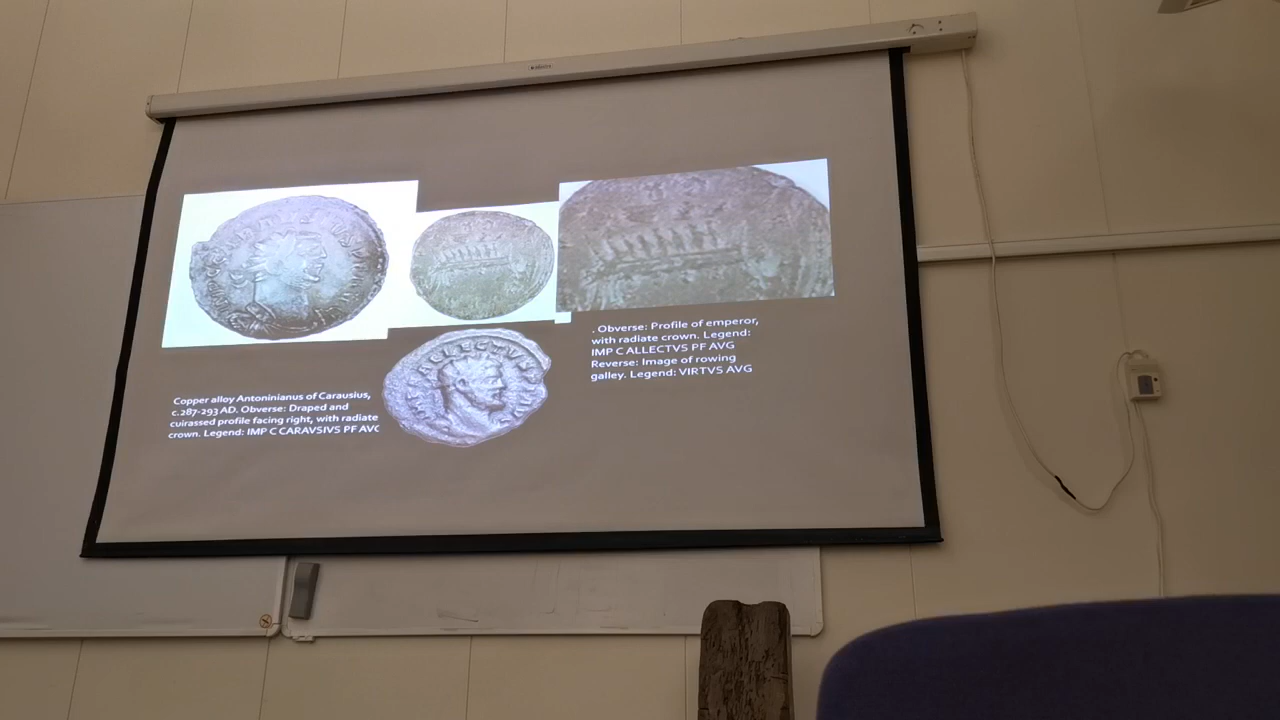 Copper alloy Antoninianus of Carausius,
c.287-293 AD. Obverse: Draped and
cuirassed profile facing right, with radiate
crown. Legend: IMP C CARAVSIVS PF AVG
. Obverse: Profile of emperor,
with radiate crown. Legend:
IMP C ALLECTVS PF AVG
Reverse: Image of rowing
galley. Legend: VIRTVS AVG